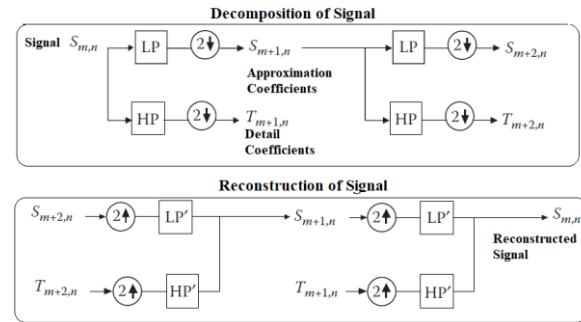 Decomposition of Signal
Signal S_{m,n} LP 2↓ S_{m+1,n} LP 2↓ S_{m+2,n}
Approximation
Coefficients
HP 2↓ T_{m+1,n} HP 2↓ T_{m+2,n}
Detail
Coefficients
Reconstruction of Signal
S_{m+2,n} 2↑ LP′ S_{m+1,n} 2↑ LP′ S_{m,n}
Reconstructed
Signal
T_{m+2,n} 2↑ HP′ T_{m+1,n} 2↑ HP′